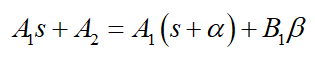 A₁s + A₂ = A₁(s + α) + B₁β